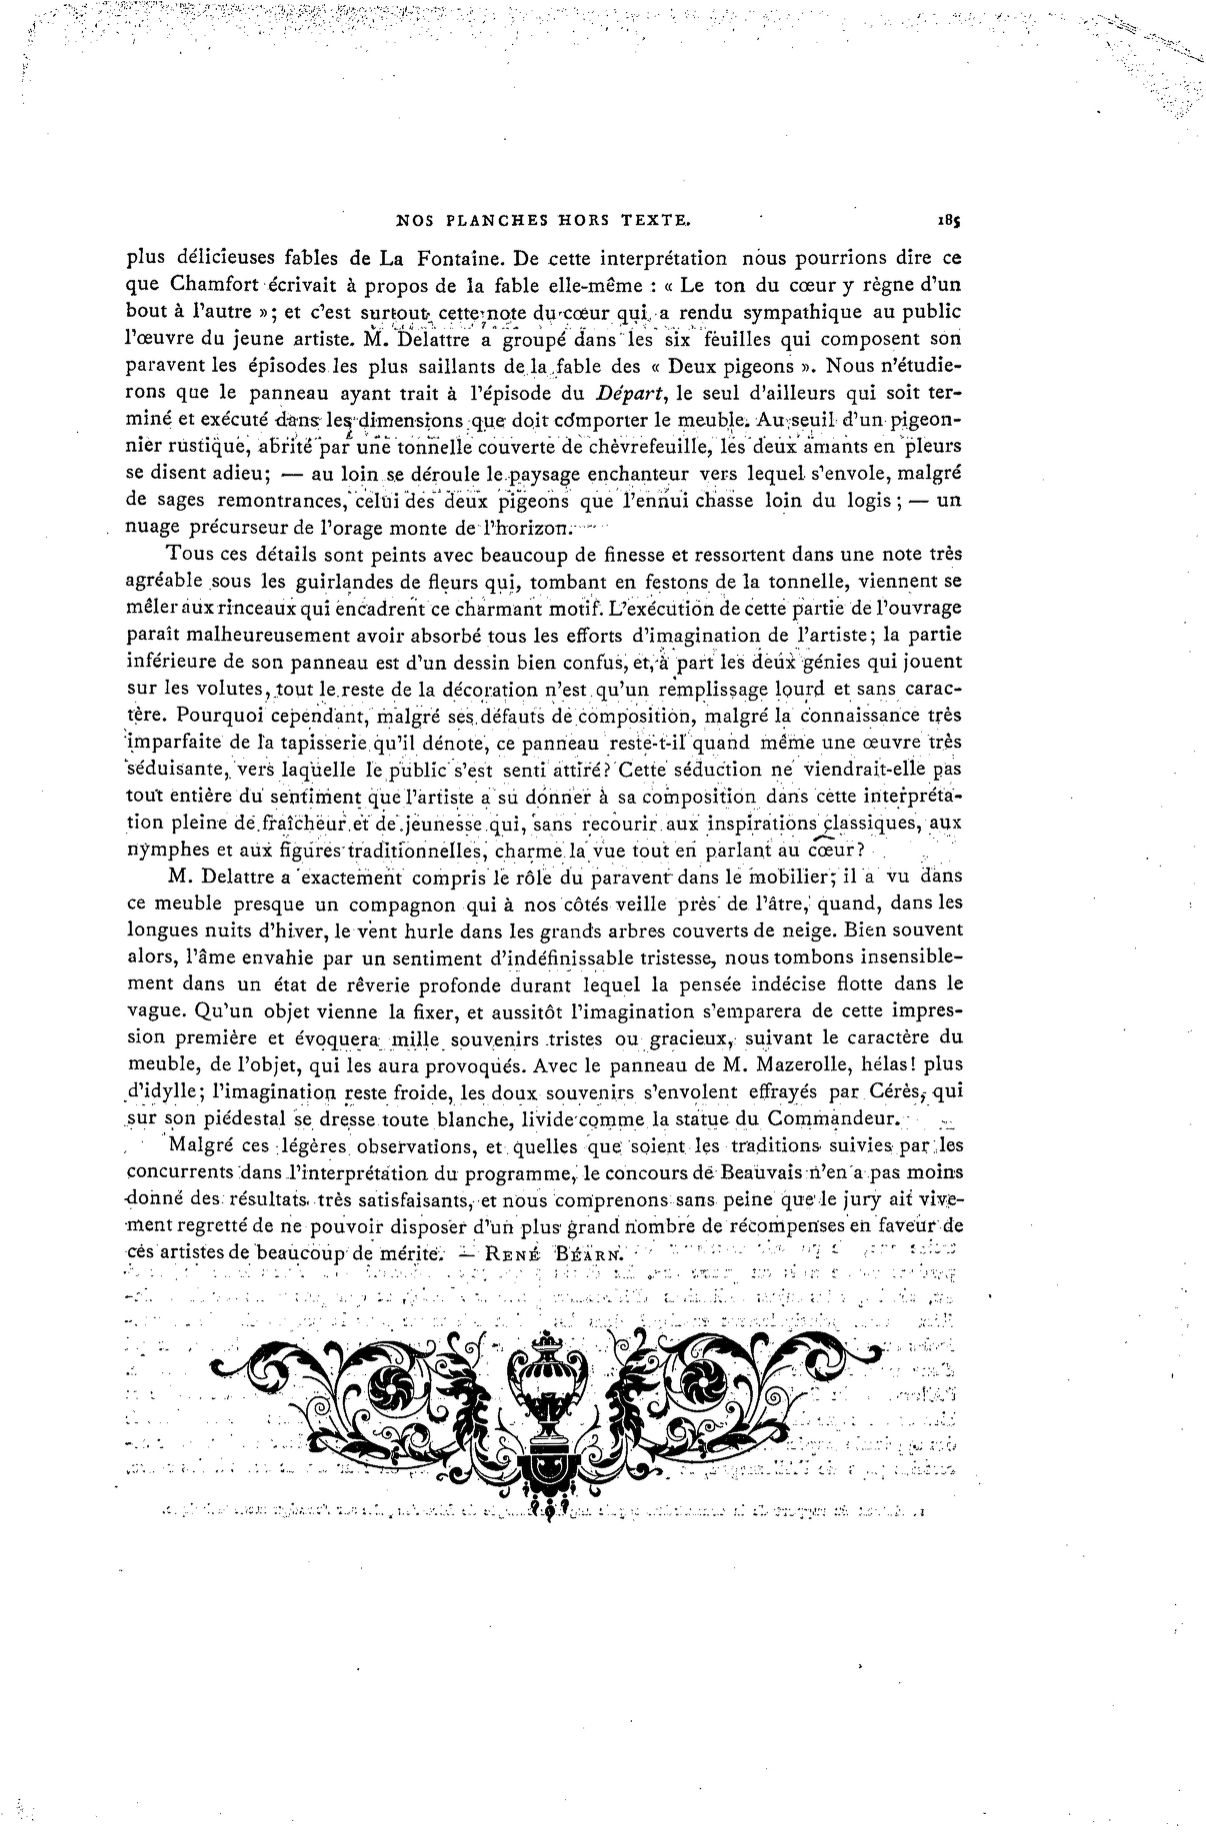 NOS PLANCHES HORS TEXTE. 185
plus délicieuses fables de La Fontaine. De cette interprétation nous pourrions dire ce
que Chamfort écrivait à propos de la fable elle-même : « Le ton du cœur y règne d'un
bout à l'autre »; et c'est surtout cette note du cœur qui a rendu sympathique au public
l'œuvre du jeune artiste. M. Delattre a groupé dans les six feuilles qui composent son
paravent les épisodes les plus saillants de la fable des « Deux pigeons ». Nous n'étudie-
rons que le panneau ayant trait à l'épisode du Départ, le seul d'ailleurs qui soit ter-
miné et exécuté dans les dimensions que doit comporter le meuble. Au seuil d'un pigeon-
nier rustique, abrité par une tonnelle couverte de chèvrefeuille, les deux amants en pleurs
se disent adieu; — au loin se déroule le paysage enchanteur vers lequel s'envole, malgré
de sages remontrances, celui des deux pigeons que l'ennui chasse loin du logis; — un
nuage précurseur de l'orage monte de l'horizon.
Tous ces détails sont peints avec beaucoup de finesse et ressortent dans une note très
agréable sous les guirlandes de fleurs qui, tombant en festons de la tonnelle, viennent se
mêler aux rinceaux qui encadrent ce charmant motif. L'exécution de cette partie de l'ouvrage
paraît malheureusement avoir absorbé tous les efforts d'imagination de l'artiste; la partie
inférieure de son panneau est d'un dessin bien confus, et, à part les deux génies qui jouent
sur les volutes, tout le reste de la décoration n'est qu'un remplissage lourd et sans carac-
tère. Pourquoi cependant, malgré ses défauts de composition, malgré la connaissance très
imparfaite de la tapisserie qu'il dénote, ce panneau reste-t-il quand même une œuvre très
séduisante, vers laquelle le public s'est senti attiré? Cette séduction ne viendrait-elle pas
tout entière du sentiment que l'artiste a su donner à sa composition dans cette interpréta-
tion pleine de fraîcheur et de jeunesse qui, sans recourir aux inspirations classiques, aux
nymphes et aux figures traditionnelles, charme la vue tout en parlant au cœur?
M. Delattre a exactement compris le rôle du paravent dans le mobilier; il a vu dans
ce meuble presque un compagnon qui à nos côtés veille près de l'âtre, quand, dans les
longues nuits d'hiver, le vent hurle dans les grands arbres couverts de neige. Bien souvent
alors, l'âme envahie par un sentiment d'indéfinissable tristesse, nous tombons insensible-
ment dans un état de rêverie profonde durant lequel la pensée indécise flotte dans le
vague. Qu'un objet vienne la fixer, et aussitôt l'imagination s'emparera de cette impres-
sion première et évoquera mille souvenirs tristes ou gracieux, suivant le caractère du
meuble, de l'objet, qui les aura provoqués. Avec le panneau de M. Mazerolle, hélas! plus
d'idylle; l'imagination reste froide, les doux souvenirs s'envolent effrayés par Cérès, qui
sur son piédestal se dresse toute blanche, livide comme la statue du Commandeur.
Malgré ces légères observations, et quelles que soient les traditions suivies par les
concurrents dans l'interprétation du programme, le concours de Beauvais n'en a pas moins
donné des résultats très satisfaisants, et nous comprenons sans peine que le jury ait vive-
ment regretté de ne pouvoir disposer d'un plus grand nombre de récompenses en faveur de
ces artistes de beaucoup de mérite. — RENÉ BÉARN.